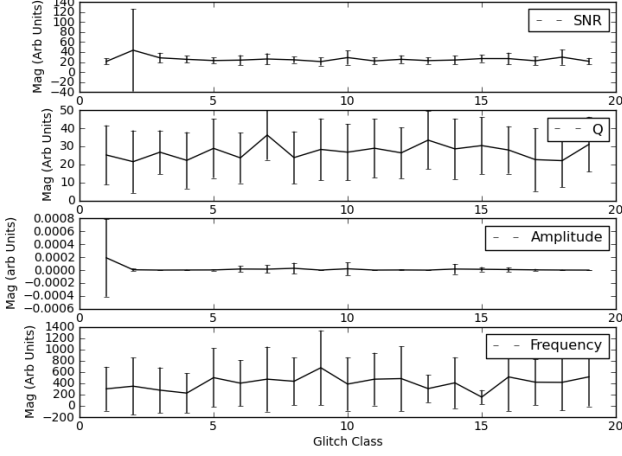 140
120
100
80
60
40
20
0
−20
−40
Mag (Arb Units)
SNR
0 5 10 15 20
50
40
30
20
10
0
Mag (Arb Units)
Q
0 5 10 15 20
0.0008
0.0006
0.0004
0.0002
0.0000
−0.0002
−0.0004
−0.0006
Mag (arb Units)
Amplitude
0 5 10 15 20
1400
1200
1000
800
600
400
200
0
−200
Mag (Arb Units)
Frequency
0 5 10 15 20
Glitch Class